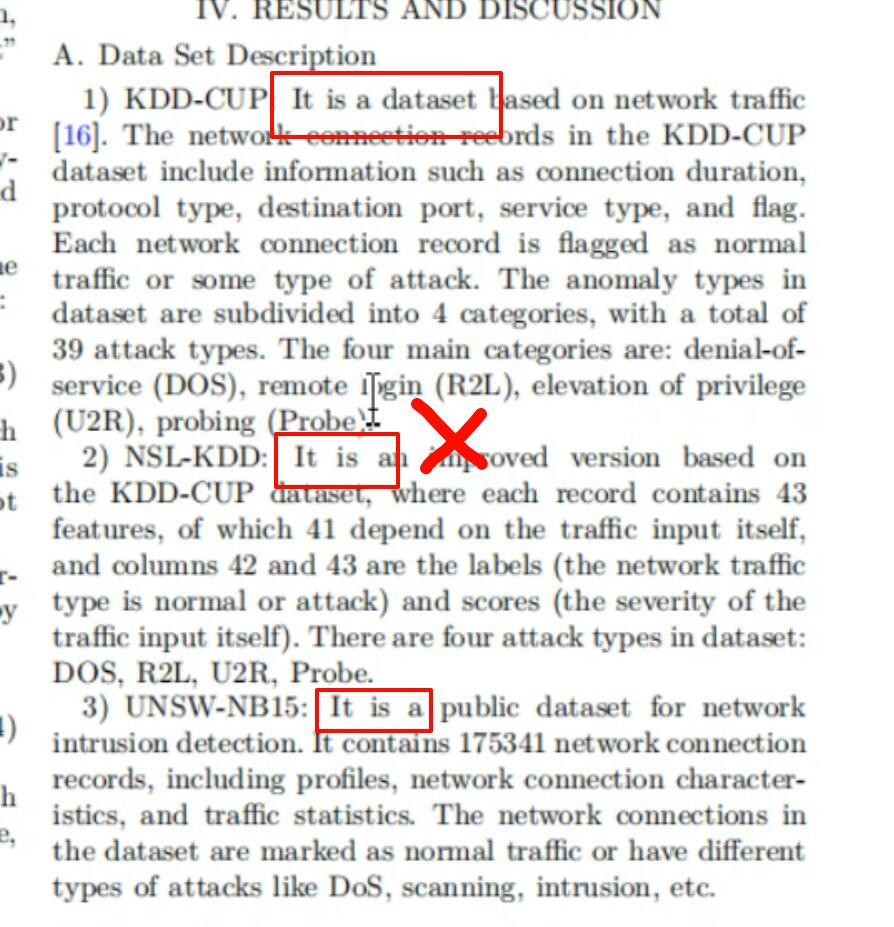 IV. RESULTS AND DISCUSSION
A. Data Set Description
1) KDD-CUP: It is a dataset based on network traffic
[16]. The network connection records in the KDD-CUP
dataset include information such as connection duration,
protocol type, destination port, service type, and flag.
Each network connection record is flagged as normal
traffic or some type of attack. The anomaly types in
dataset are subdivided into 4 categories, with a total of
39 attack types. The four main categories are: denial-of-
service (DOS), remote login (R2L), elevation of privilege
(U2R), probing (Probe).
2) NSL-KDD: It is an improved version based on
the KDD-CUP dataset, where each record contains 43
features, of which 41 depend on the traffic input itself,
and columns 42 and 43 are the labels (the network traffic
type is normal or attack) and scores (the severity of the
traffic input itself). There are four attack types in dataset:
DOS, R2L, U2R, Probe.
3) UNSW-NB15: It is a public dataset for network
intrusion detection. It contains 175341 network connection
records, including profiles, network connection character-
istics, and traffic statistics. The network connections in
the dataset are marked as normal traffic or have different
types of attacks like DoS, scanning, intrusion, etc.